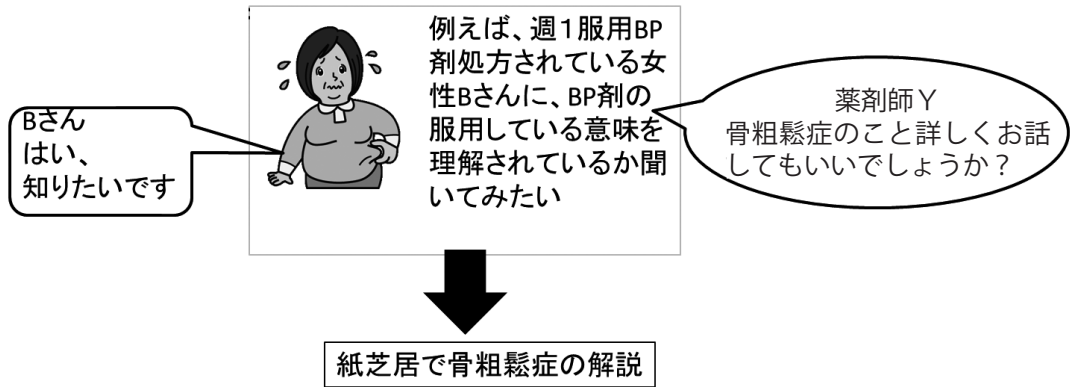 例えば、週１服用BP
剤処方されている女
性Bさんに、BP剤の
服用している意味を
理解されているか聞
いてみたい
薬剤師Ｙ
骨粗鬆症のこと詳しくお話
してもいいでしょうか？
Bさん
はい、
知りたいです
紙芝居で骨粗鬆症の解説